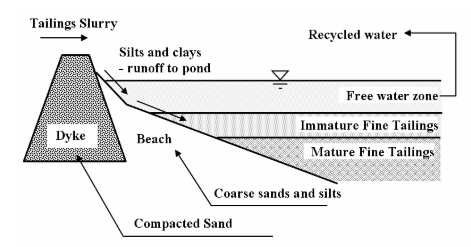 Tailings Slurry
Silts and clays
- runoff to pond
Recycled water
Free water zone
Immature Fine Tailings
Dyke
Beach
Mature Fine Tailings
Coarse sands and silts
Compacted Sand